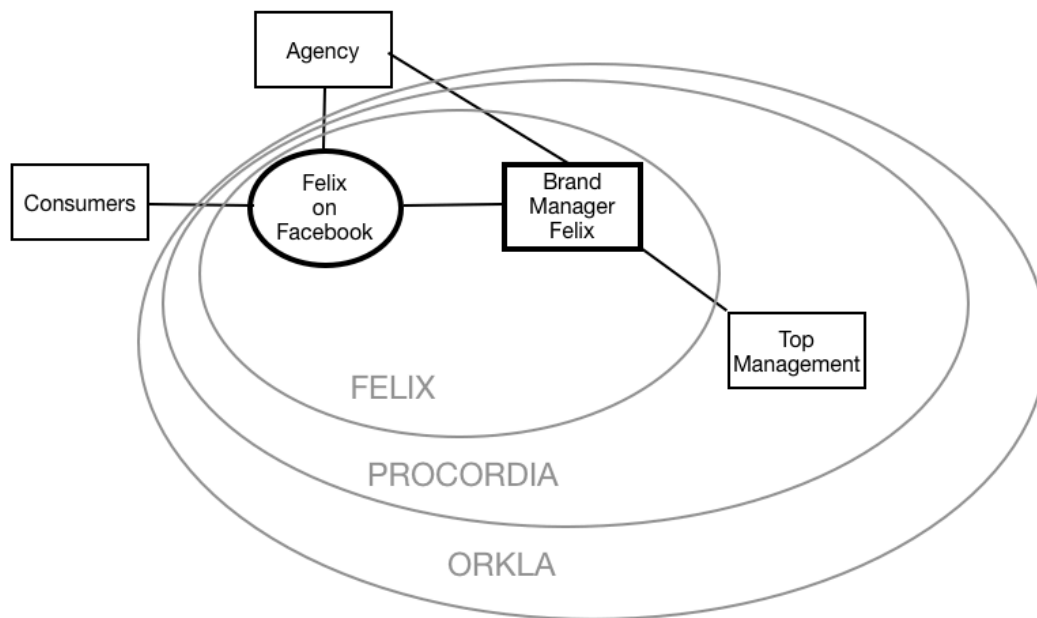 Agency
Consumers
Felix
on
Facebook
Brand
Manager
Felix
Top
Management
FELIX
PROCORDIA
ORKLA